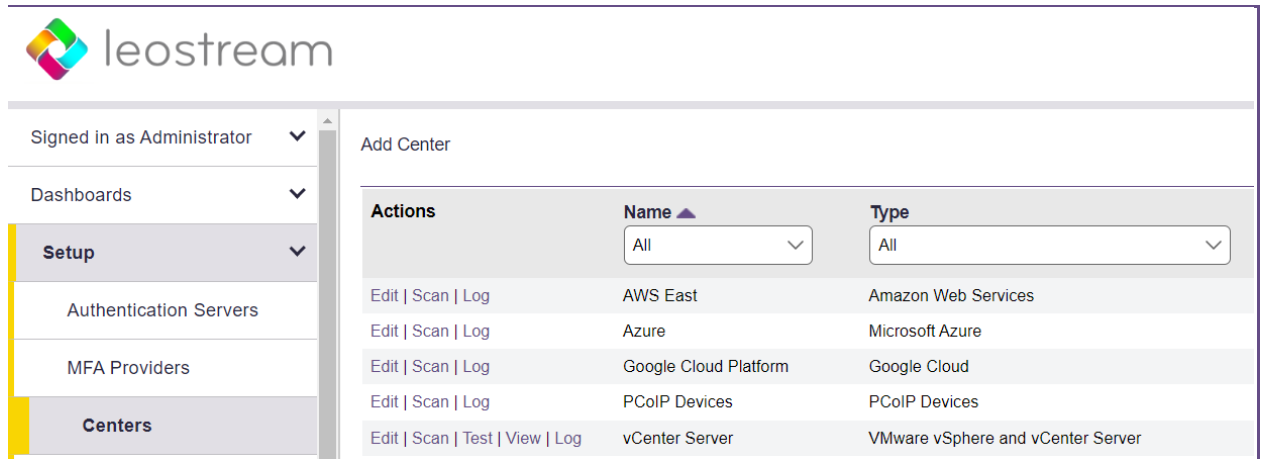 leostream
Signed in as Administrator
Dashboards
Setup
Authentication Servers
MFA Providers
Centers
Add Center
Actions Name Type
All All
Edit | Scan | Log AWS East Amazon Web Services
Edit | Scan | Log Azure Microsoft Azure
Edit | Scan | Log Google Cloud Platform Google Cloud
Edit | Scan | Log PCoIP Devices PCoIP Devices
Edit | Scan | Test | View | Log vCenter Server VMware vSphere and vCenter Server